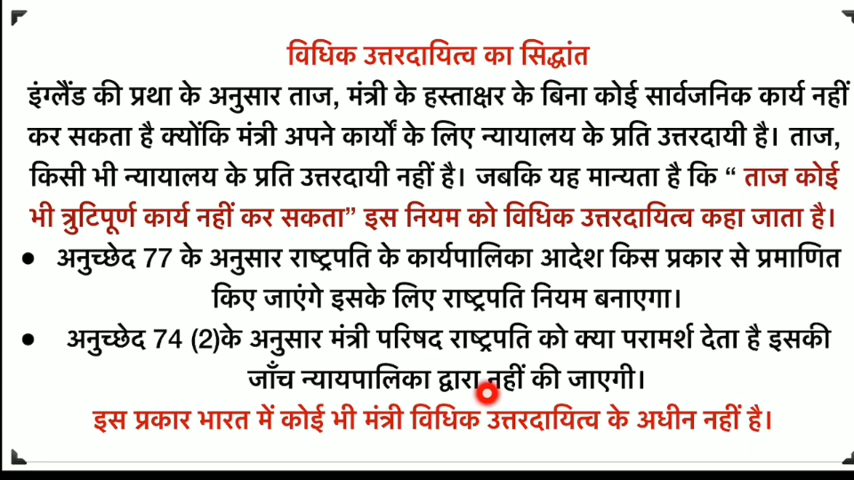 विधिक उत्तरदायित्व का सिद्धांत
इंग्लैंड की प्रथा के अनुसार ताज, मंत्री के हस्ताक्षर के बिना कोई सार्वजनिक कार्य नहीं
कर सकता है क्योंकि मंत्री अपने कार्यों के लिए न्यायालय के प्रति उत्तरदायी है। ताज,
किसी भी न्यायालय के प्रति उत्तरदायी नहीं है। जबकि यह मान्यता है कि “ ताज कोई
भी त्रुटिपूर्ण कार्य नहीं कर सकता” इस नियम को विधिक उत्तरदायित्व कहा जाता है।
● अनुच्छेद 77 के अनुसार राष्ट्रपति के कार्यपालिका आदेश किस प्रकार से प्रमाणित
किए जाएंगे इसके लिए राष्ट्रपति नियम बनाएगा।
● अनुच्छेद 74 (2)के अनुसार मंत्री परिषद राष्ट्रपति को क्या परामर्श देता है इसकी
जाँच न्यायपालिका द्वारा नहीं की जाएगी।
इस प्रकार भारत में कोई भी मंत्री विधिक उत्तरदायित्व के अधीन नहीं है।